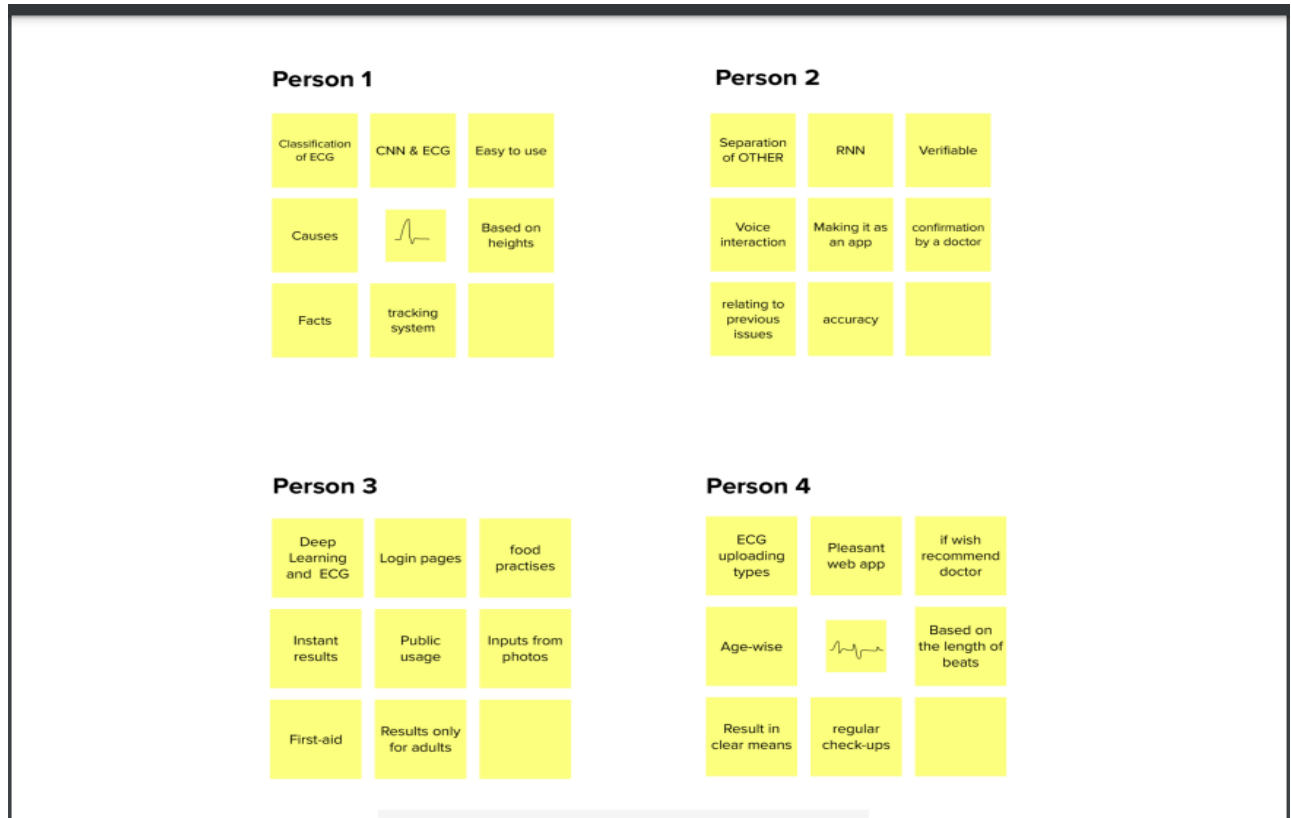 Person 1
Classification
of ECG
CNN & ECG
Easy to use
Causes
Based on
heights
Facts
tracking
system
Person 2
Separation
of OTHER
RNN
Verifiable
Voice
interaction
Making it as
an app
confirmation
by a doctor
relating to
previous
issues
accuracy
Person 3
Deep
Learning
and ECG
Login pages
food
practises
Instant
results
Public
usage
Inputs from
photos
First-aid
Results only
for adults
Person 4
ECG
uploading
types
Pleasant
web app
if wish
recommend
doctor
Age-wise
Based on
the length of
beats
Result in
clear means
regular
check-ups